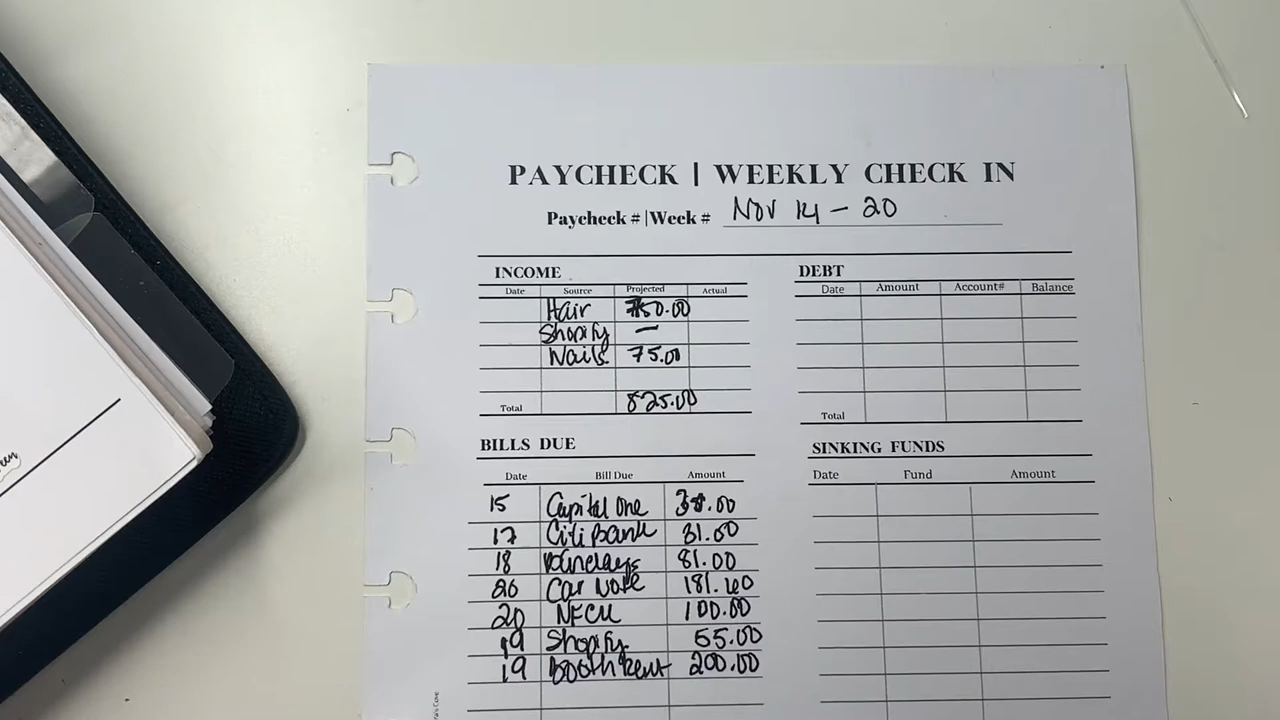 PAYCHECK | WEEKLY CHECK IN
Paycheck # |Week # Nov 14 - 20
INCOME
Date Source Projected Actual
Hair 750.00
Shopify —
Nails 75.00
Total 825.00
DEBT
Date Amount Account# Balance
Total
BILLS DUE
Date Bill Due Amount
15 Capital One .00
17 Citi Bank 81.00
18 Barclays 81.00
20 Car Note 181.40
20 NFCU 100.00
19 Shopify 55.00
19 Booth Rent 200.00
SINKING FUNDS
Date Fund Amount